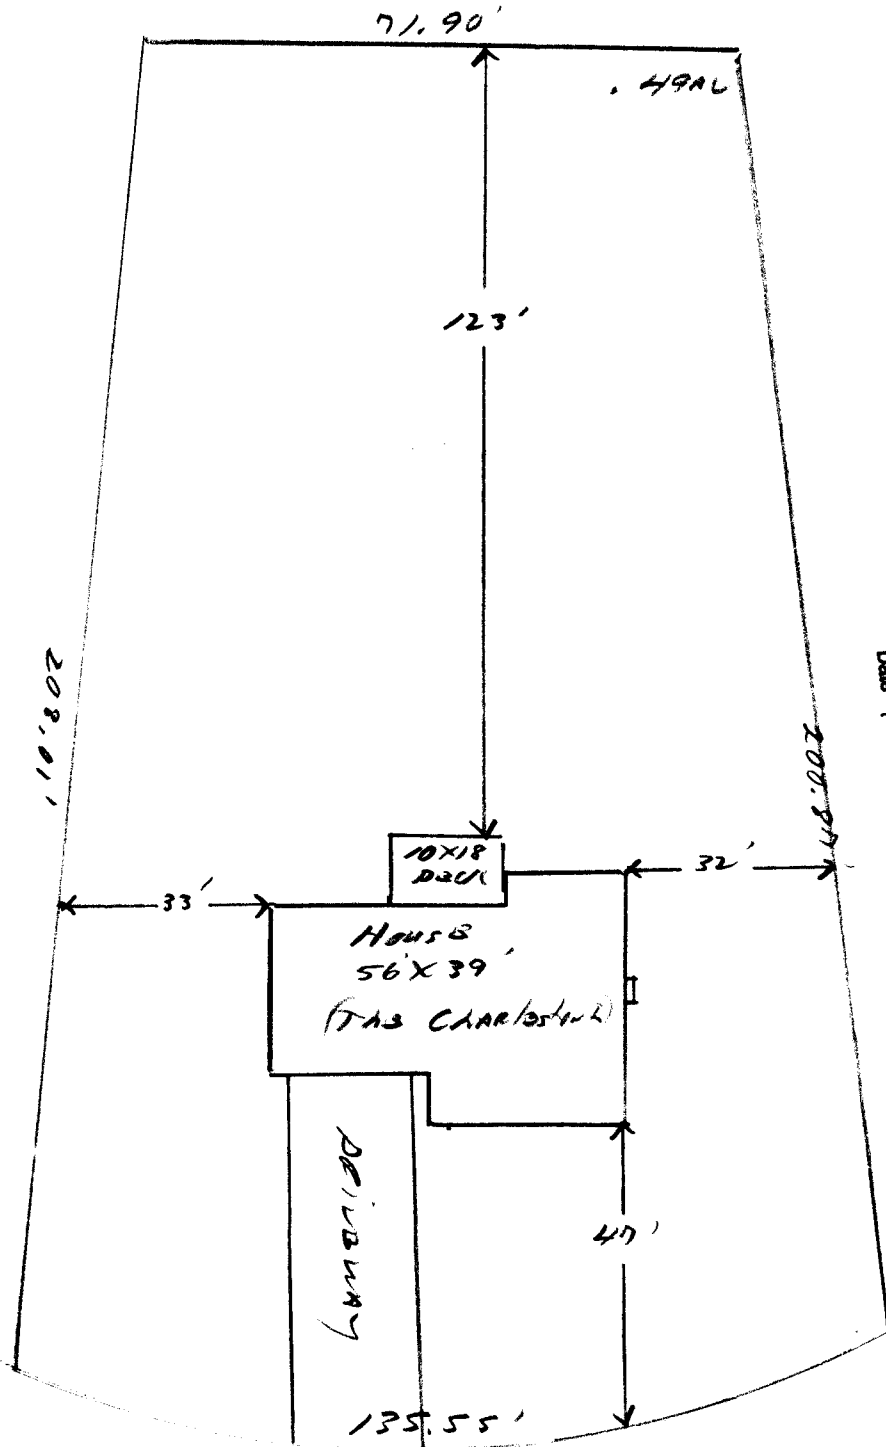 71.90'
.49AC
123'
208.01'
200.84
10X18
Deck
33'
32'
House
56'X39'
(The Charleston
Driveway
47'
135.55'